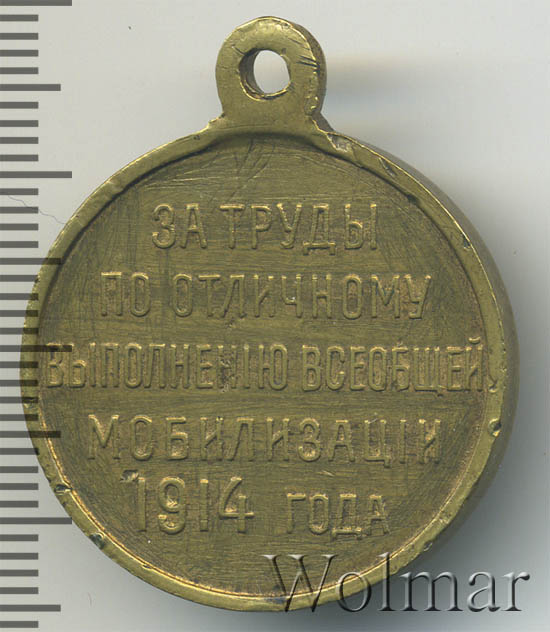 ЗА ТРУДЫ
ПО ОТЛИЧНОМУ
ВЫПОЛНЕНІЮ ВСЕОБЩЕЙ
МОБИЛИЗАЦІИ
1914 ГОДА
Wolmar